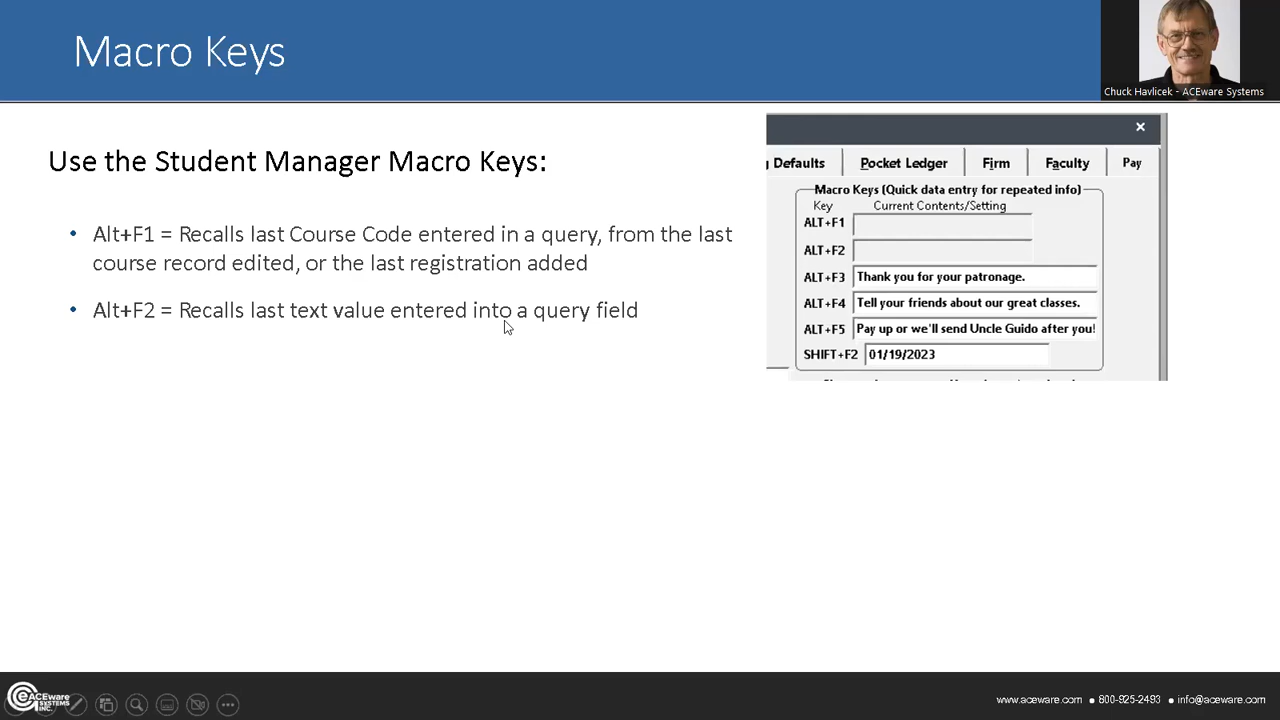 Macro Keys
Chuck Havlicek - ACEware Systems
Use the Student Manager Macro Keys:
• Alt+F1 = Recalls last Course Code entered in a query, from the last
course record edited, or the last registration added
• Alt+F2 = Recalls last text value entered into a query field
Defaults
Pocket Ledger
Firm
Faculty
Pay
Macro Keys (Quick data entry for repeated info)
Key Current Contents/Setting
ALT+F1
ALT+F2
ALT+F3 Thank you for your patronage.
ALT+F4 Tell your friends about our great classes.
ALT+F5 Pay up or we'll send Uncle Guido after you!
SHIFT+F2 01/19/2023
ACEware
SYSTEMS
INC.
www.aceware.com • 800-925-2493 • info@aceware.com